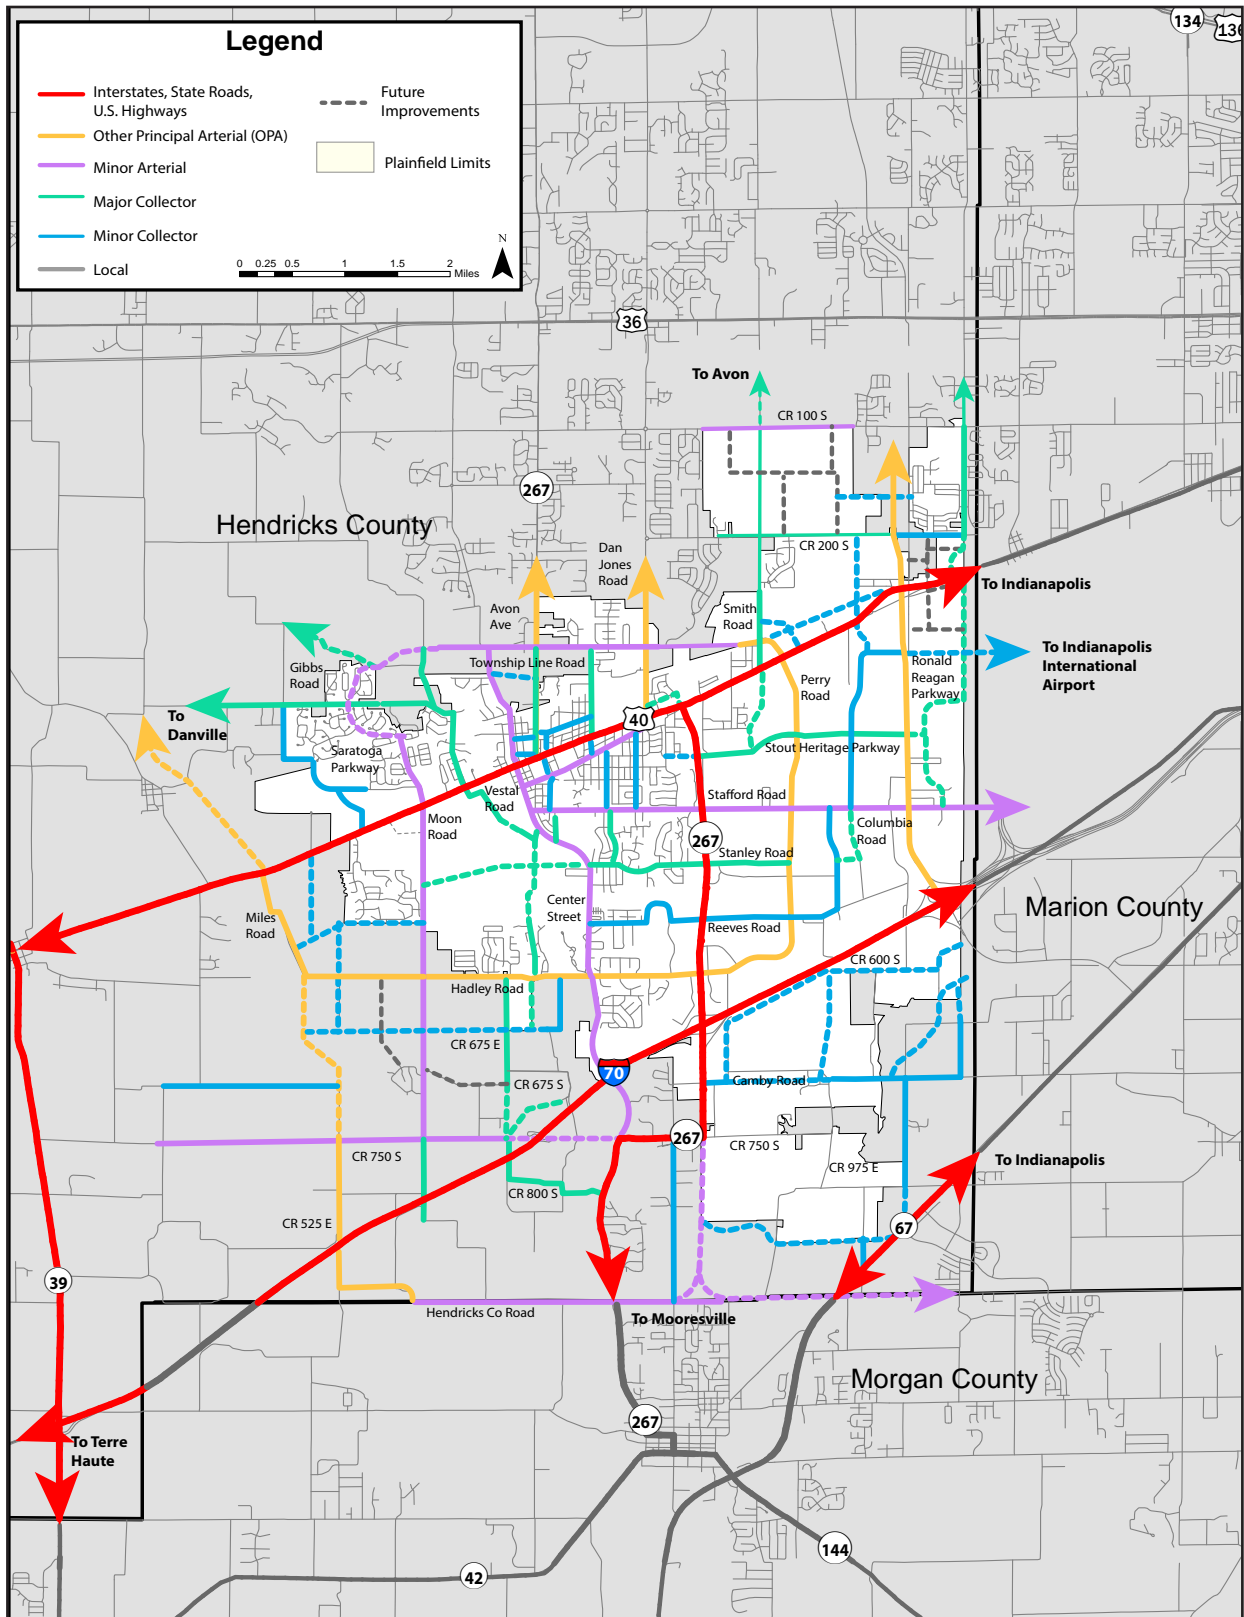 Legend
Interstates, State Roads,
U.S. Highways
Other Principal Arterial (OPA)
Minor Arterial
Major Collector
Minor Collector
Local
Future
Improvements
Plainfield Limits
0 0.25 0.5 1 1.5 2
Miles
N
134
136
36
To Avon
CR 100 S
267
Hendricks County
CR 200 S
Dan
Jones
Road
To Indianapolis
Avon
Ave
Smith
Road
Township Line Road
Gibbs
Road
To Indianapolis
International
Airport
Ronald
Reagan
Parkway
Perry
Road
To
Danville
40
Saratoga
Parkway
Stout Heritage Parkway
Vestal
Road
Stafford Road
Moon
Road
Columbia
Road
267
Stanley Road
Center
Street
Miles
Road
Reeves Road
Marion County
CR 600 S
Hadley Road
CR 675 E
70
CR 675 S
Camby Road
267
CR 750 S
CR 750 S
CR 975 E
To Indianapolis
CR 800 S
CR 525 E
67
39
Hendricks Co Road
To Mooresville
Morgan County
267
To Terre
Haute
144
42